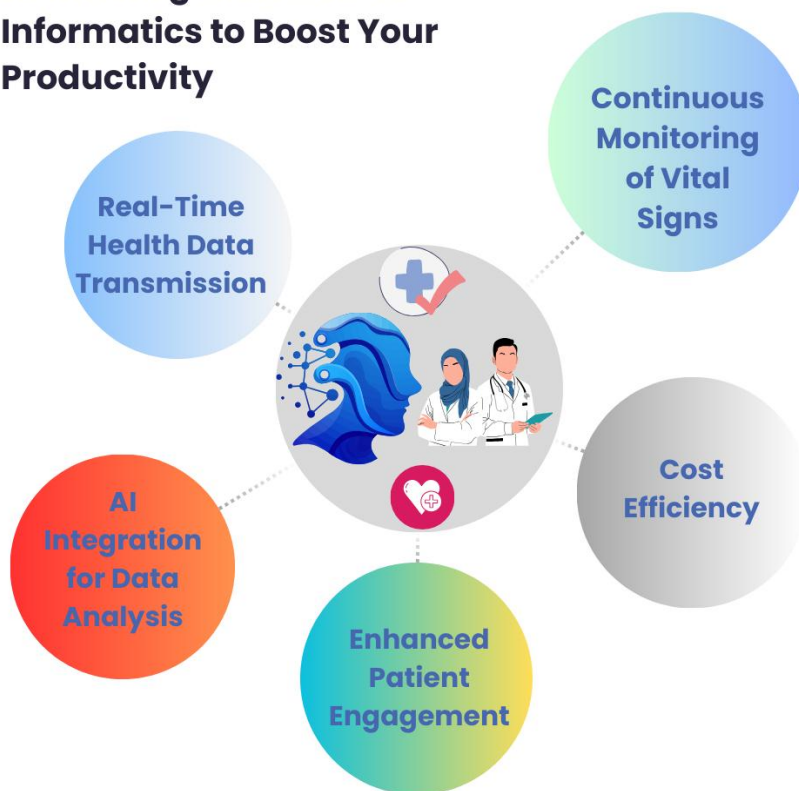 Informatics to Boost Your
Productivity
Continuous
Monitoring
of Vital
Signs
Real-Time
Health Data
Transmission
Cost
Efficiency
AI
Integration
for Data
Analysis
Enhanced
Patient
Engagement